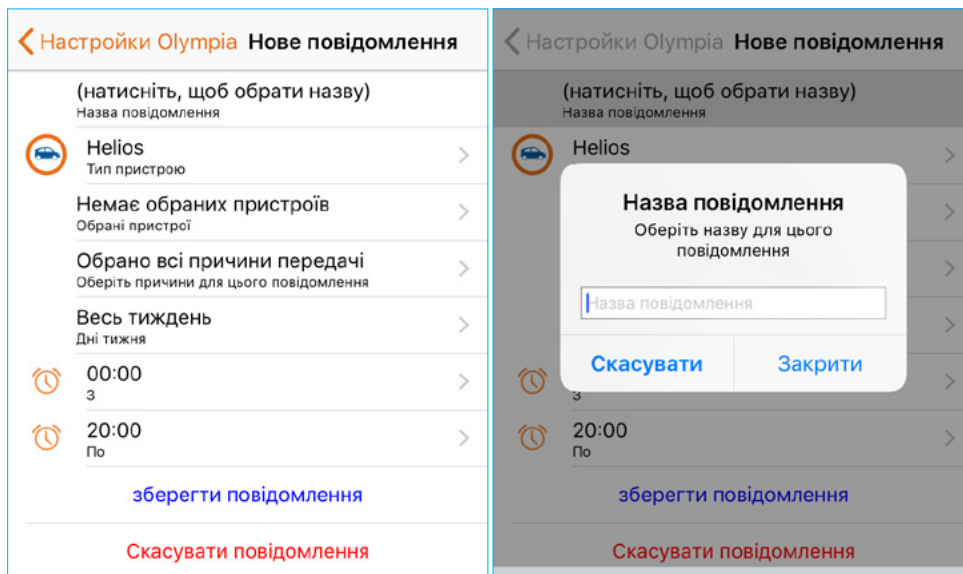 Настройки Olympia Нове повідомлення
(натисніть, щоб обрати назву)
Назва повідомлення
Helios
Тип пристрою
Немає обраних пристроїв
Обрані пристрої
Обрано всі причини передачі
Оберіть причини для цього повідомлення
Весь тиждень
Дні тижня
00:00
З
20:00
По
зберегти повідомлення
Скасувати повідомлення
Настройки Olympia Нове повідомлення
(натисніть, щоб обрати назву)
Назва повідомлення
Helios
Назва повідомлення
Оберіть назву для цього
повідомлення
Назва повідомлення
Скасувати Закрити
З
20:00
По
зберегти повідомлення
Скасувати повідомлення